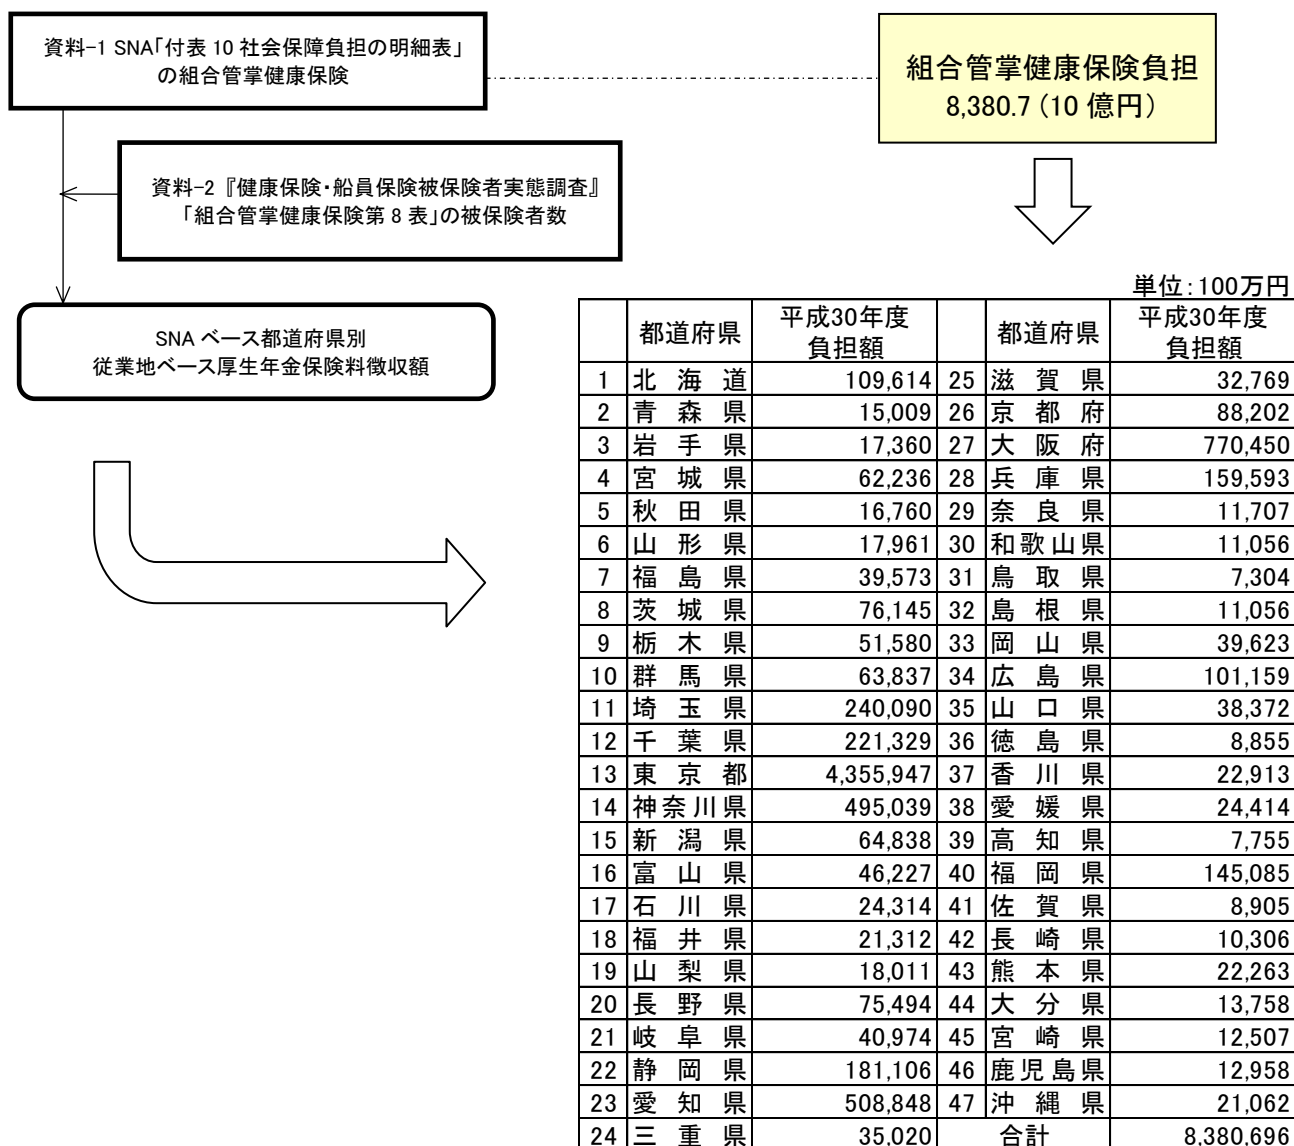 資料-1 SNA「付表 10 社会保障負担の明細表」
の組合管掌健康保険
組合管掌健康保険負担
8,380.7（10 億円）
資料-2『健康保険・船員保険被保険者実態調査』
「組合管掌健康保険第 8 表」の被保険者数
SNA ベース都道府県別
従業地ベース厚生年金保険料徴収額
単位：100万円
都道府県 平成30年度 負担額 都道府県 平成30年度 負担額
1 北海道 109,614 25 滋賀県 32,769
2 青森県 15,009 26 京都府 88,202
3 岩手県 17,360 27 大阪府 770,450
4 宮城県 62,236 28 兵庫県 159,593
5 秋田県 16,760 29 奈良県 11,707
6 山形県 17,961 30 和歌山県 11,056
7 福島県 39,573 31 鳥取県 7,304
8 茨城県 76,145 32 島根県 11,056
9 栃木県 51,580 33 岡山県 39,623
10 群馬県 63,837 34 広島県 101,159
11 埼玉県 240,090 35 山口県 38,372
12 千葉県 221,329 36 徳島県 8,855
13 東京都 4,355,947 37 香川県 22,913
14 神奈川県 495,039 38 愛媛県 24,414
15 新潟県 64,838 39 高知県 7,755
16 富山県 46,227 40 福岡県 145,085
17 石川県 24,314 41 佐賀県 8,905
18 福井県 21,312 42 長崎県 10,306
19 山梨県 18,011 43 熊本県 22,263
20 長野県 75,494 44 大分県 13,758
21 岐阜県 40,974 45 宮崎県 12,507
22 静岡県 181,106 46 鹿児島県 12,958
23 愛知県 508,848 47 沖縄県 21,062
24 三重県 35,020 合計 8,380,696